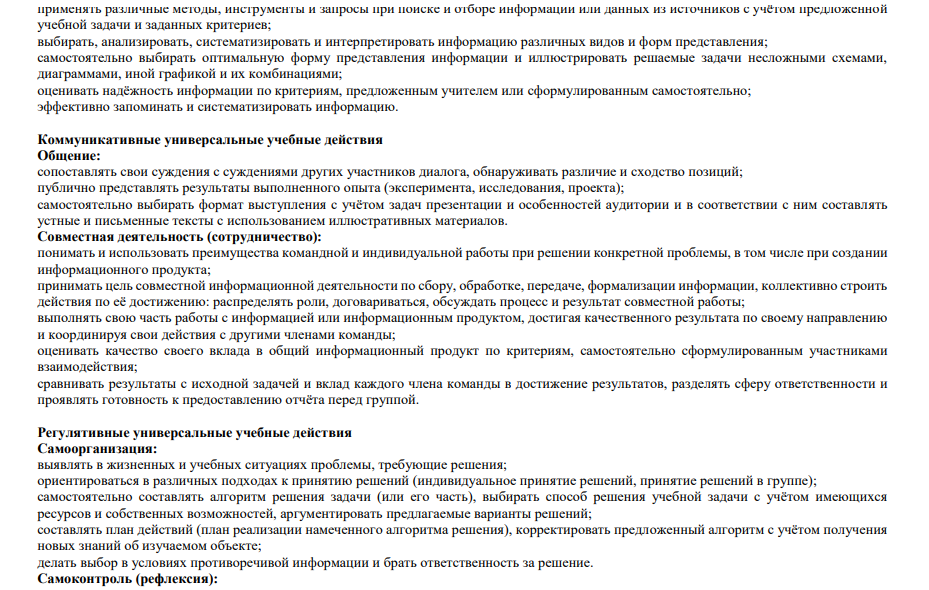 применять различные методы, инструменты и запросы при поиске и отборе информации или данных из источников с учётом предложенной
учебной задачи и заданных критериев;
выбирать, анализировать, систематизировать и интерпретировать информацию различных видов и форм представления;
самостоятельно выбирать оптимальную форму представления информации и иллюстрировать решаемые задачи несложными схемами,
диаграммами, иной графикой и их комбинациями;
оценивать надёжность информации по критериям, предложенным учителем или сформулированным самостоятельно;
эффективно запоминать и систематизировать информацию.
Коммуникативные универсальные учебные действия
Общение:
сопоставлять свои суждения с суждениями других участников диалога, обнаруживать различие и сходство позиций;
публично представлять результаты выполненного опыта (эксперимента, исследования, проекта);
самостоятельно выбирать формат выступления с учётом задач презентации и особенностей аудитории и в соответствии с ним составлять
устные и письменные тексты с использованием иллюстративных материалов.
Совместная деятельность (сотрудничество):
понимать и использовать преимущества командной и индивидуальной работы при решении конкретной проблемы, в том числе при создании
информационного продукта;
принимать цель совместной информационной деятельности по сбору, обработке, передаче, формализации информации, коллективно строить
действия по её достижению: распределять роли, договариваться, обсуждать процесс и результат совместной работы;
выполнять свою часть работы с информацией или информационным продуктом, достигая качественного результата по своему направлению
и координируя свои действия с другими членами команды;
оценивать качество своего вклада в общий информационный продукт по критериям, самостоятельно сформулированным участниками
взаимодействия;
сравнивать результаты с исходной задачей и вклад каждого члена команды в достижение результатов, разделять сферу ответственности и
проявлять готовность к предоставлению отчёта перед группой.
Регулятивные универсальные учебные действия
Самоорганизация:
выявлять в жизненных и учебных ситуациях проблемы, требующие решения;
ориентироваться в различных подходах к принятию решений (индивидуальное принятие решений, принятие решений в группе);
самостоятельно составлять алгоритм решения задачи (или его часть), выбирать способ решения учебной задачи с учётом имеющихся
ресурсов и собственных возможностей, аргументировать предлагаемые варианты решений;
составлять план действий (план реализации намеченного алгоритма решения), корректировать предложенный алгоритм с учётом получения
новых знаний об изучаемом объекте;
делать выбор в условиях противоречивой информации и брать ответственность за решение.
Самоконтроль (рефлексия):